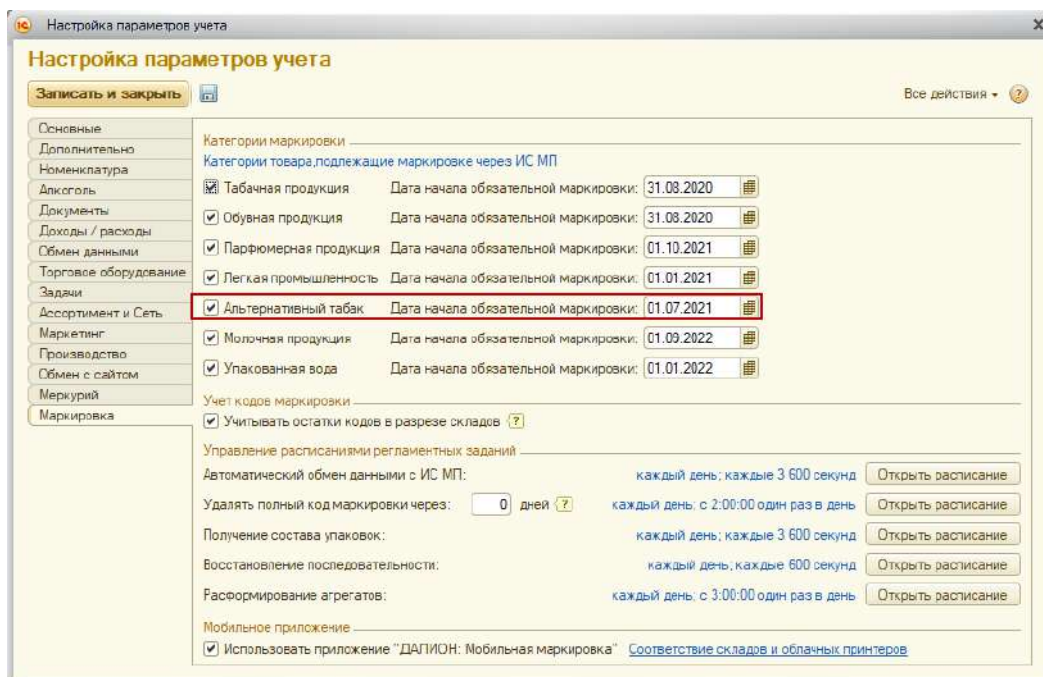 1С Настройка параметров учета
Настройка параметров учета
Записать и закрыть Все действия
Основные
Дополнительно
Номенклатура
Алкоголь
Документы
Доходы / расходы
Обмен данными
Торговое оборудование
Задачи
Ассортимент и Сеть
Маркетинг
Производство
Обмен с сайтом
Меркурий
Маркировка
Категории маркировки
Категории товара,подлежащие маркировке через ИС МП
Табачная продукция Дата начала обязательной маркировки: 31.08.2020
Обувная продукция Дата начала обязательной маркировки: 31.08.2020
Парфюмерная продукция Дата начала обязательной маркировки: 01.10.2021
Легкая промышленность Дата начала обязательной маркировки: 01.01.2021
Альтернативный табак Дата начала обязательной маркировки: 01.07.2021
Молочная продукция Дата начала обязательной маркировки: 01.09.2022
Упакованная вода Дата начала обязательной маркировки: 01.01.2022
Учет кодов маркировки
Учитывать остатки кодов в разрезе складов ?
Управление расписаниями регламентных заданий
Автоматический обмен данными с ИС МП: каждый день; каждые 3 600 секунд Открыть расписание
Удалять полный код маркировки через: 0 дней ? каждый день; с 2:00:00 один раз в день Открыть расписание
Получение состава упаковок: каждый день; каждые 3 600 секунд Открыть расписание
Восстановление последовательности: каждый день; каждые 600 секунд Открыть расписание
Расформирование агрегатов: каждый день; с 3:00:00 один раз в день Открыть расписание
Мобильное приложение
Использовать приложение "ДАЛИОН: Мобильная маркировка" Соответствие складов и облачных принтеров